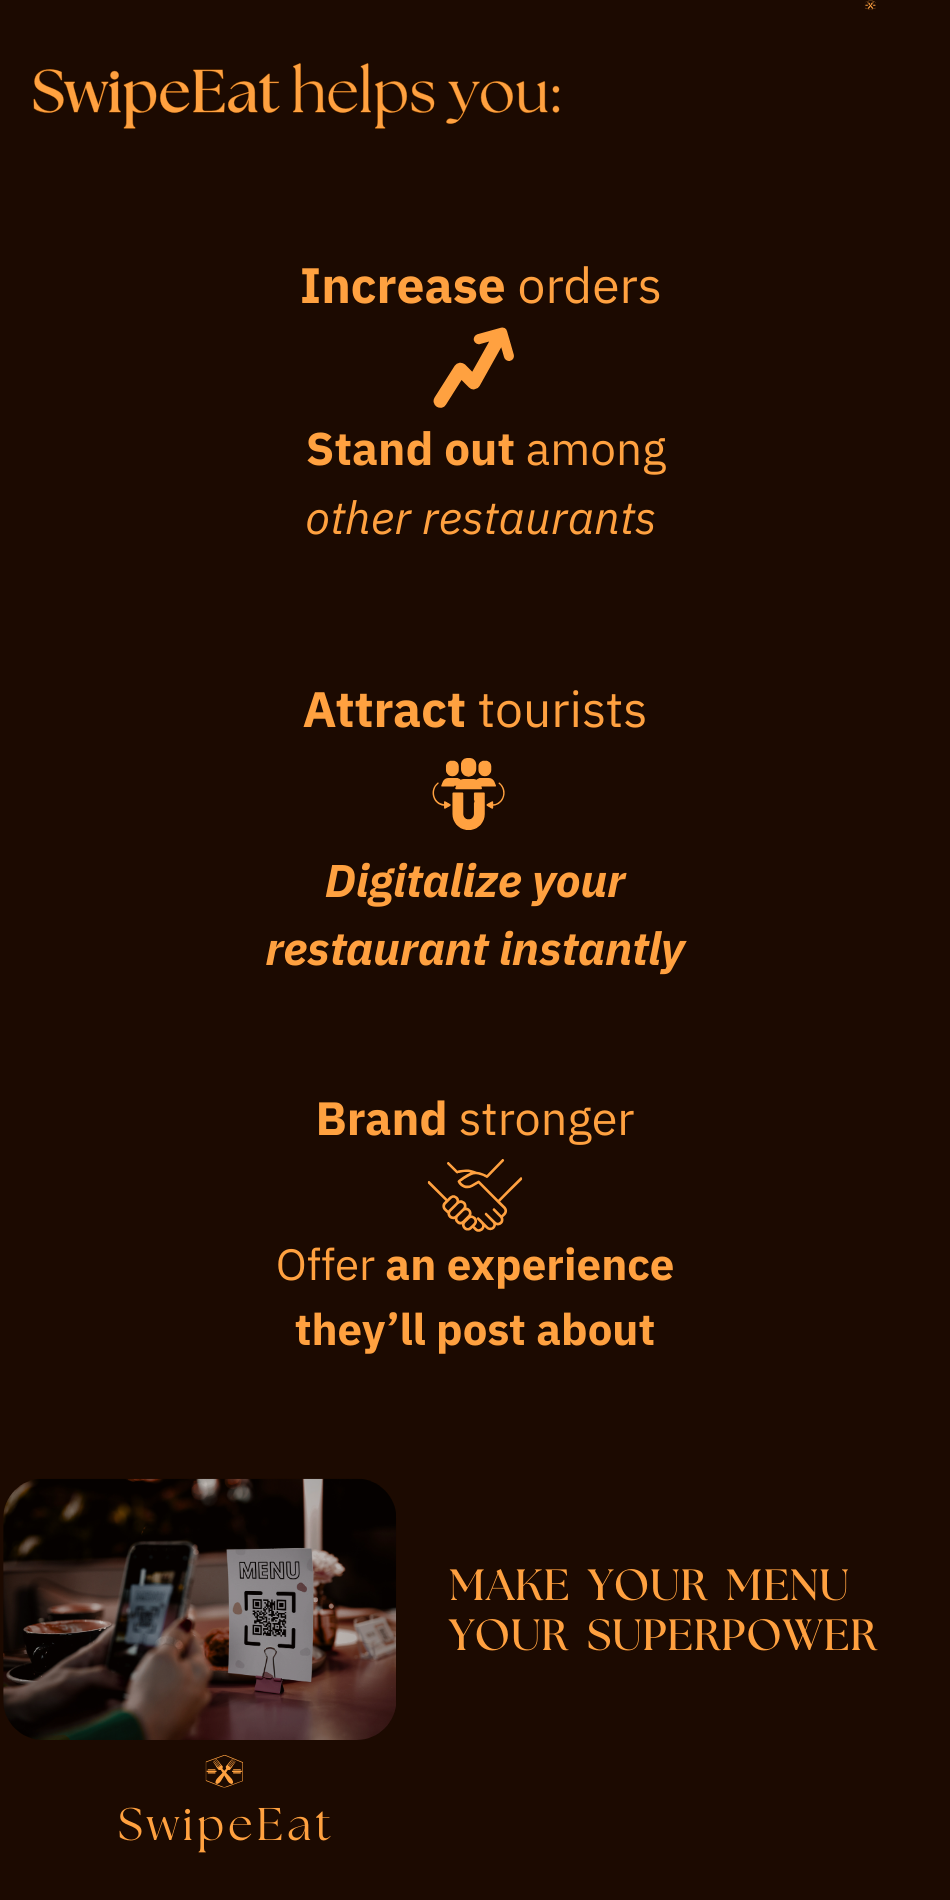 SwipeEat helps you:
Increase orders
Stand out among
other restaurants
Attract tourists
Digitalize your
restaurant instantly
Brand stronger
Offer an experience
they’ll post about
MENU
MAKE YOUR MENU
YOUR SUPERPOWER
SwipeEat